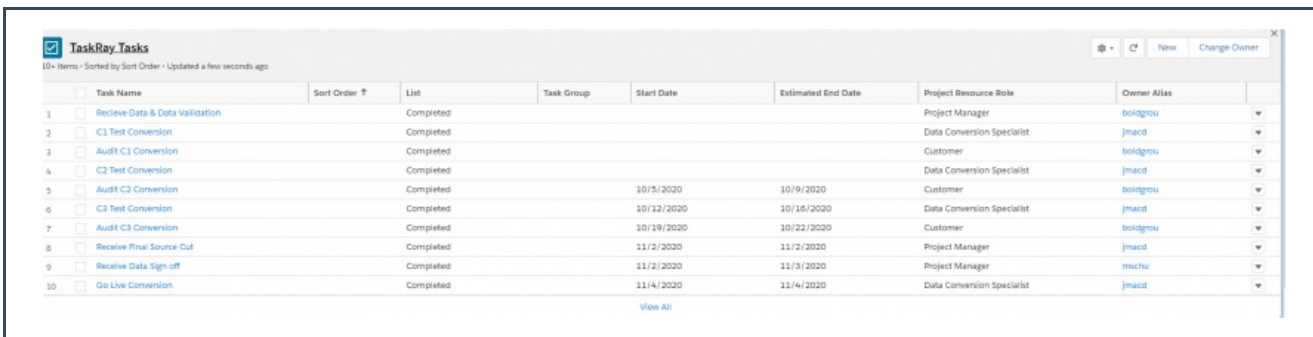 TaskRay Tasks
New Change Owner
10+ Items • Sorted by Sort Order • Updated a few seconds ago
Task Name Sort Order ↑ List Task Group Start Date Estimated End Date Project Resource Role Owner Alias
1 Recieve Data & Data Vailidation Completed Project Manager boldgrou
2 C1 Test Conversion Completed Data Conversion Specialist jmacd
3 Audit C1 Conversion Completed Customer boldgrou
4 C2 Test Conversion Completed Data Conversion Specialist jmacd
5 Audit C2 Conversion Completed 10/5/2020 10/9/2020 Customer boldgrou
6 C3 Test Conversion Completed 10/12/2020 10/16/2020 Data Conversion Specialist jmacd
7 Audit C3 Conversion Completed 10/19/2020 10/22/2020 Customer boldgrou
8 Receive Final Source Cut Completed 11/2/2020 11/2/2020 Project Manager jmacd
9 Receive Data Sign off Completed 11/2/2020 11/3/2020 Project Manager mschu
10 Go Live Conversion Completed 11/4/2020 11/4/2020 Data Conversion Specialist jmacd
View All